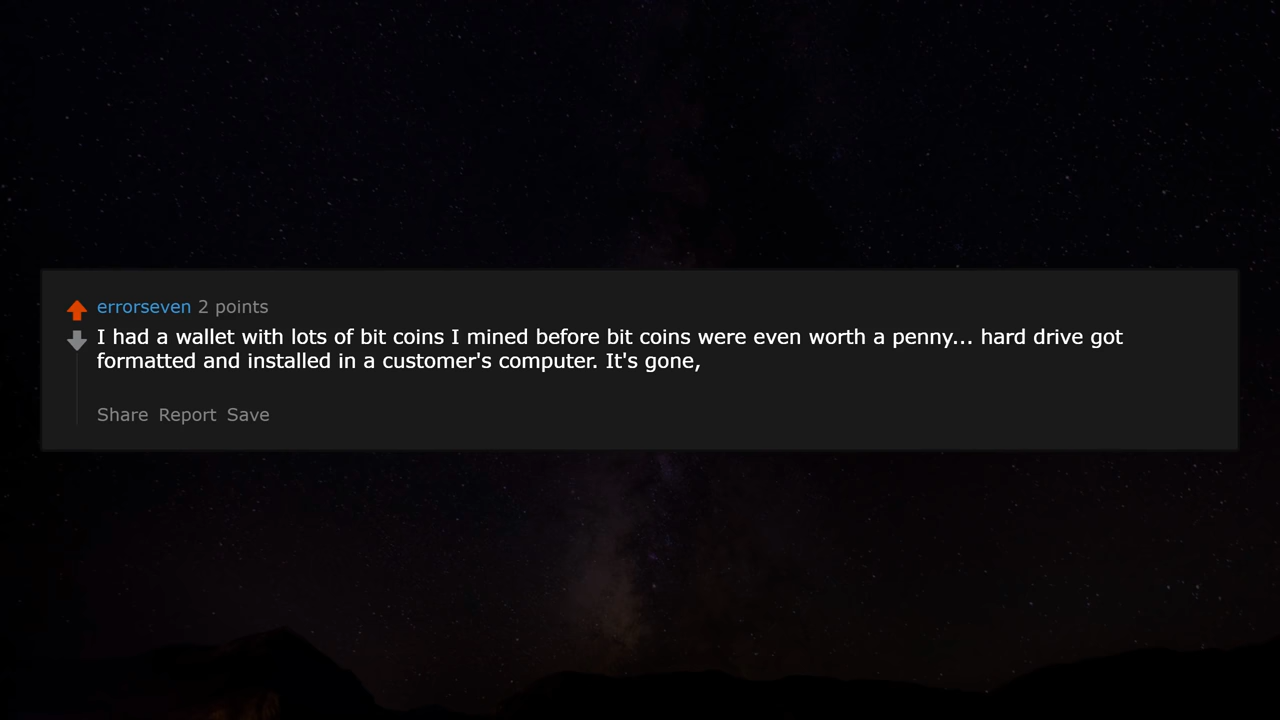 errorseven 2 points
I had a wallet with lots of bit coins I mined before bit coins were even worth a penny... hard drive got
formatted and installed in a customer's computer. It's gone,
Share Report Save